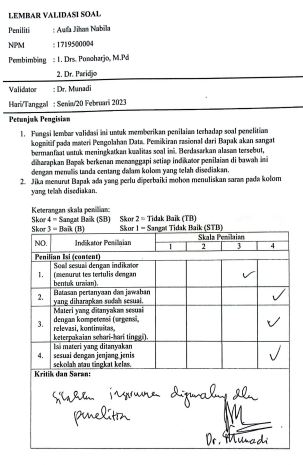 LEMBAR VALIDASI SOAL
Peneliti : Aufa Jihan Nabila
NPM : 1719500004
Pembimbing : 1. Drs. Ponoharjo, M.Pd
2. Dr. Paridjo
Validator : Dr. Munadi
Hari/Tanggal : Senin/20 Februari 2023
Petunjuk Pengisian
1. Fungsi lembar validasi ini untuk memberikan penilaian terhadap soal penelitian
kognitif pada materi Pengolahan Data. Pemikiran rasional dari Bapak akan sangat
bermanfaat untuk meningkatkan kualitas soal ini. Berdasarkan alasan tersebut,
diharapkan Bapak berkenan menanggapi setiap indikator penilaian di bawah ini
dengan menulis tanda centang dalam kolom yang telah disediakan.
2. Jika menurut Bapak ada yang perlu diperbaiki mohon menuliskan saran pada kolom
yang telah disediakan.
Keterangan skala penilian:
Skor 4 = Sangat Baik (SB) Skor 2 = Tidak Baik (TB)
Skor 3 = Baik (B) Skor 1 = Sangat Tidak Baik (STB)
NO. Indikator Penilaian Skala Penilaian
1 2 3 4
Penilian Isi (content)
1. Soal sesuai dengan indikator
(menurut tes tertulis dengan
bentuk uraian). ✓
2. Batasan pertanyaan dan jawaban
yang diharapkan sudah sesuai. ✓
3. Materi yang ditanyakan sesuai
dengan kompetensi (urgensi,
relevasi, kontinuitas,
keterpakaian sehari-hari tinggi). ✓
4. Isi materi yang ditanyakan
sesuai dengan jenjang jenis
sekolah atau tingkat kelas. ✓
Kritik dan Saran:
Silakan instrumen digunakan dlm
penelitian
Dr. Munadi